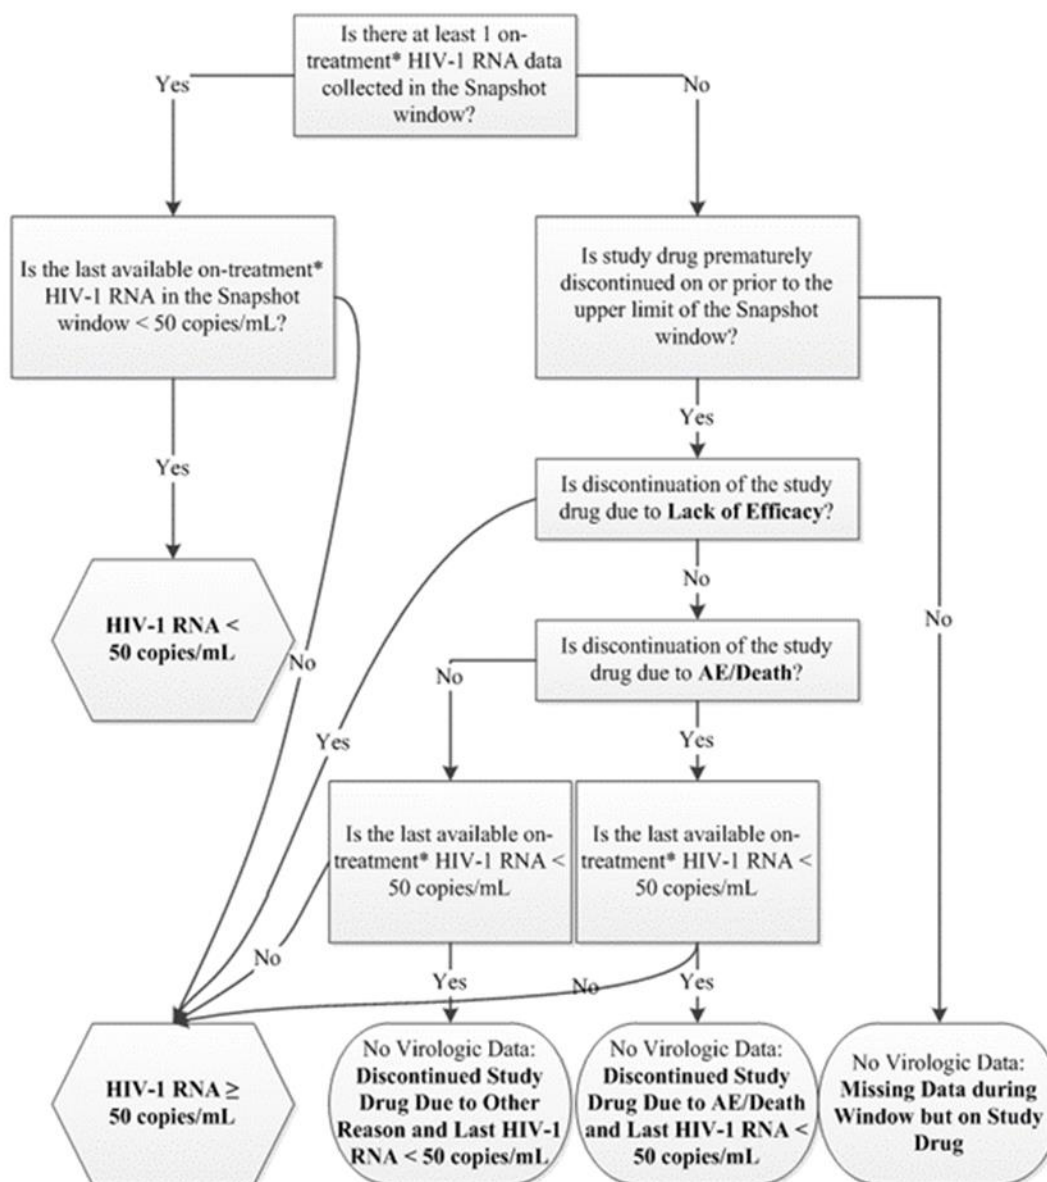 Is there at least 1 on-
treatment* HIV-1 RNA data
collected in the Snapshot
window?
Yes
No
Is the last available on-treatment*
HIV-1 RNA in the Snapshot
window < 50 copies/mL?
Is study drug prematurely
discontinued on or prior to the
upper limit of the Snapshot
window?
Yes
Yes
Is discontinuation of the study
drug due to Lack of Efficacy?
No
No
HIV-1 RNA <
50 copies/mL
No
Is discontinuation of the study
drug due to AE/Death?
No
Yes
Yes
Is the last available on-
treatment* HIV-1 RNA <
50 copies/mL
Is the last available on-
treatment* HIV-1 RNA <
50 copies/mL
No
No
Yes
Yes
HIV-1 RNA ≥
50 copies/mL
No Virologic Data:
Discontinued Study
Drug Due to Other
Reason and Last HIV-1
RNA < 50 copies/mL
No Virologic Data:
Discontinued Study
Drug Due to AE/Death
and Last HIV-1 RNA <
50 copies/mL
No Virologic Data:
Missing Data during
Window but on Study
Drug